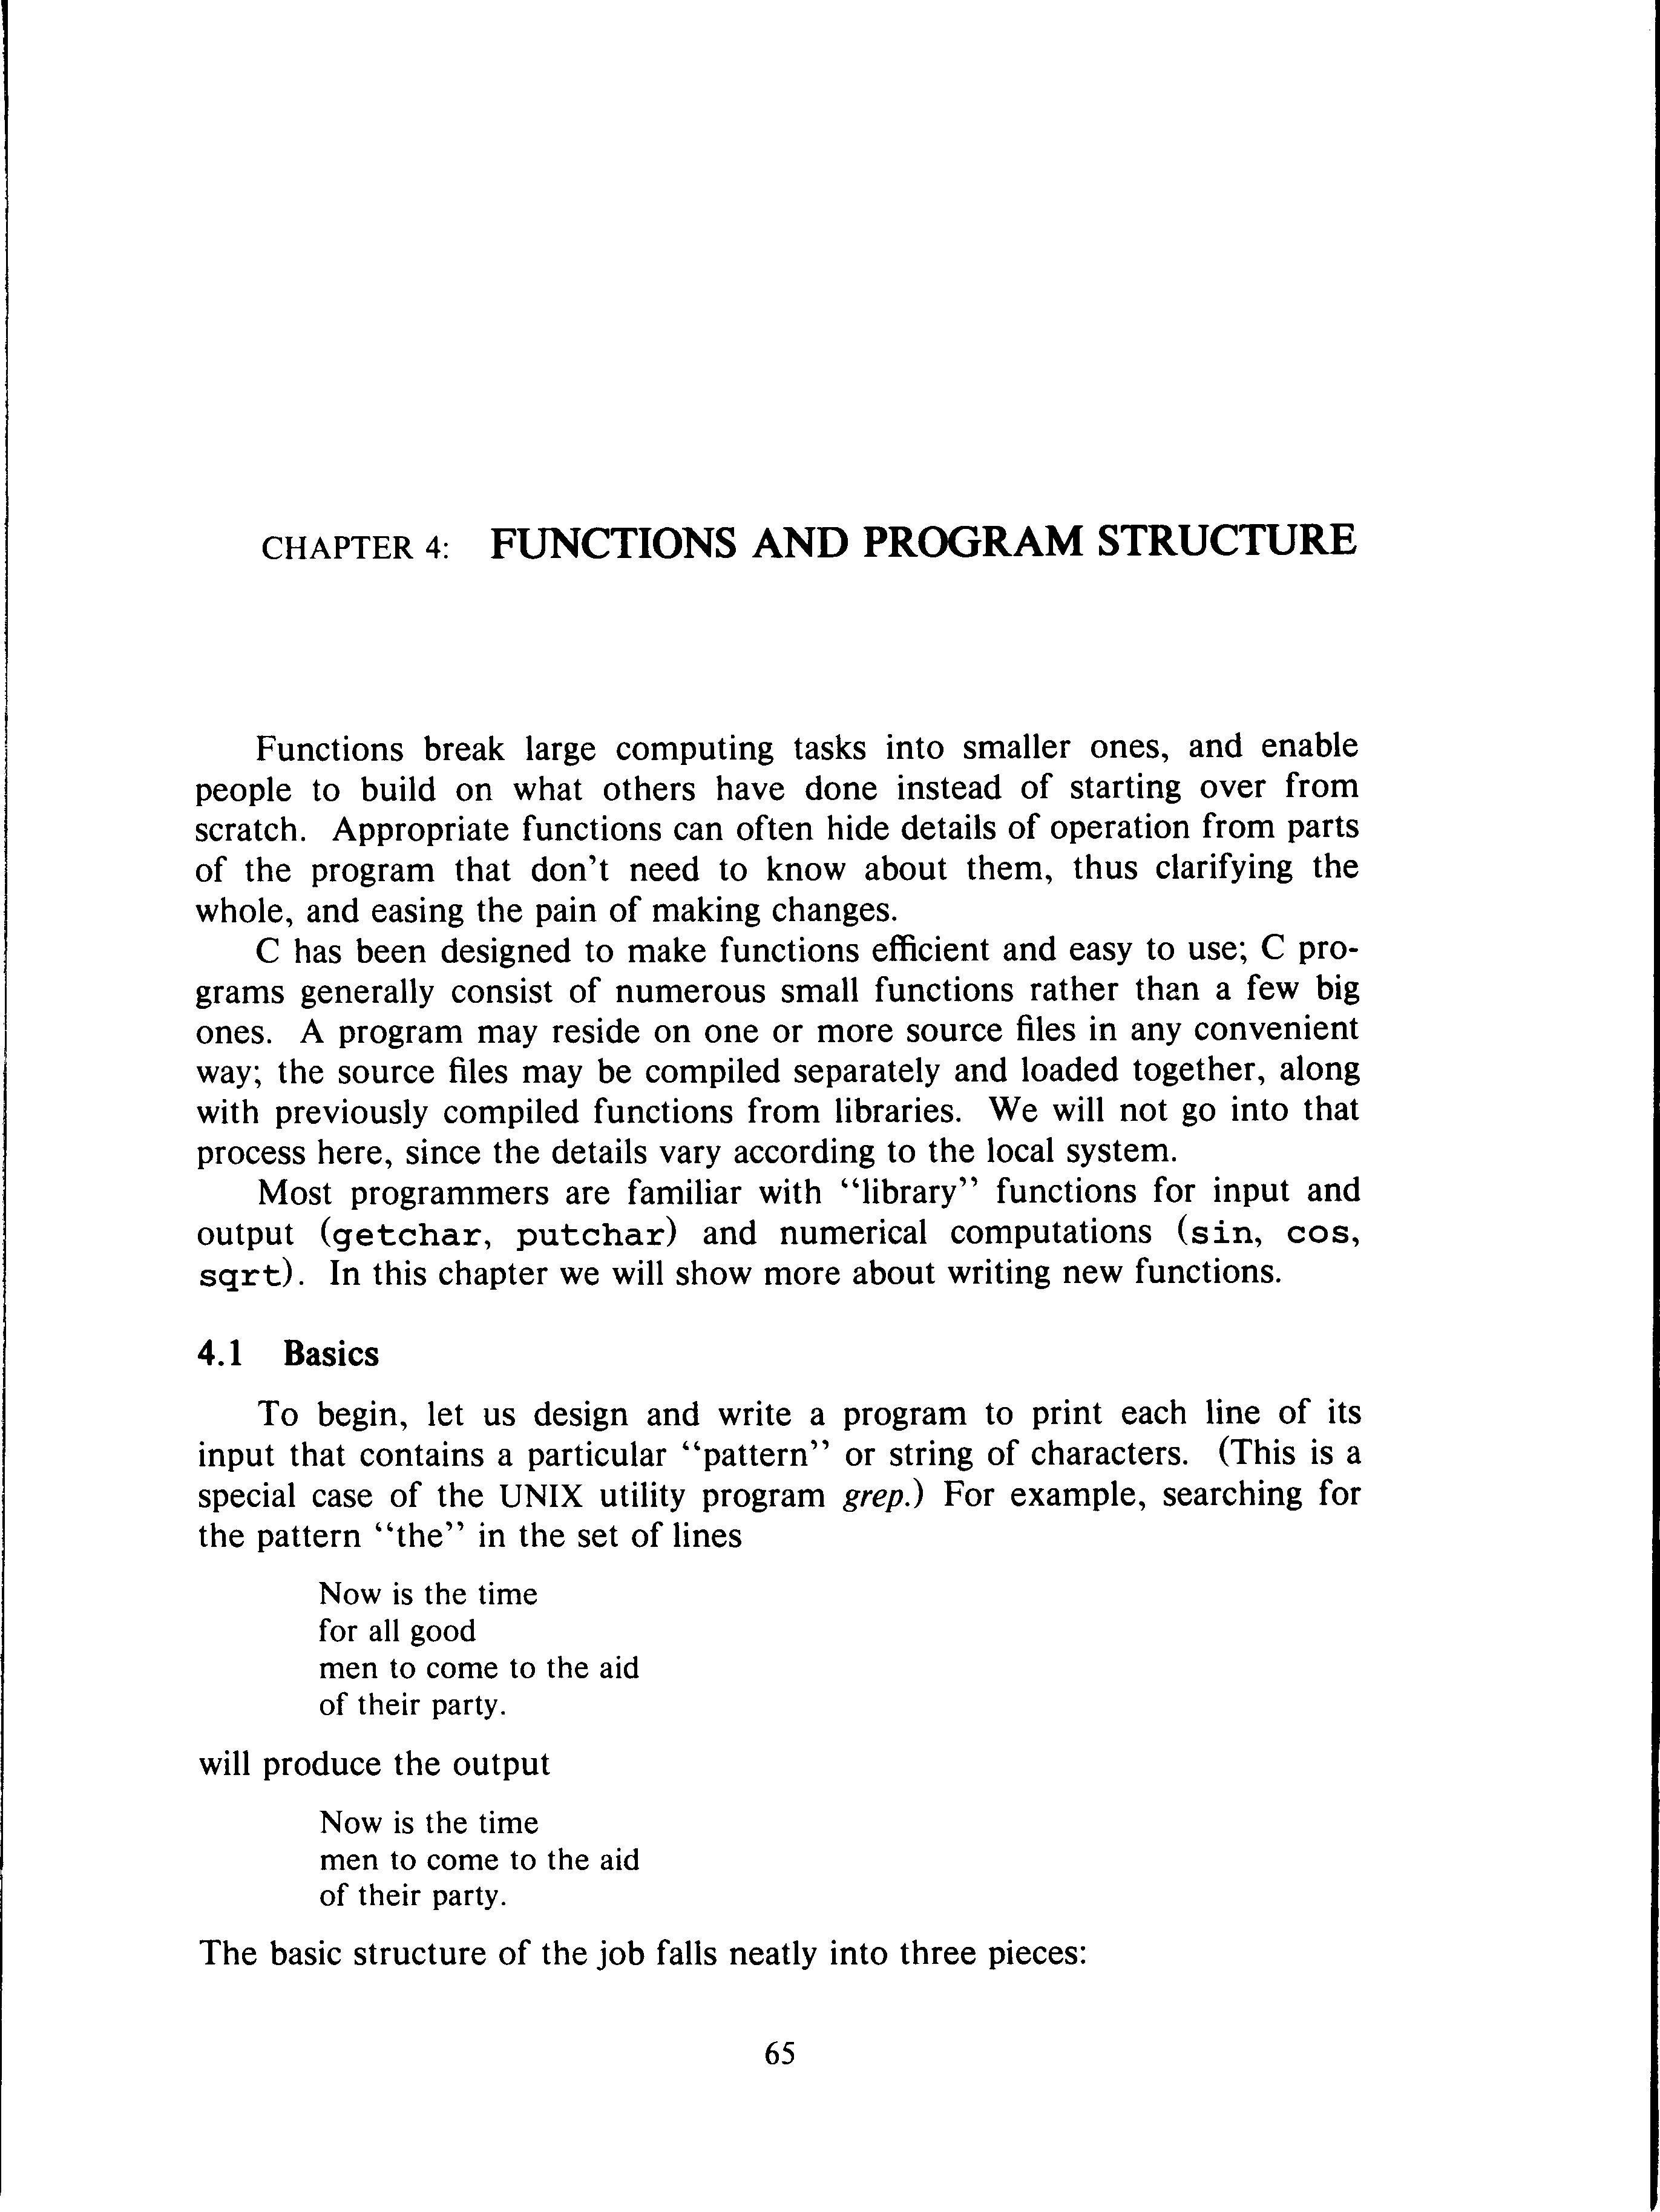 CHAPTER 4: FUNCTIONS AND PROGRAM STRUCTURE
Functions break large computing tasks into smaller ones, and enable
people to build on what others have done instead of starting over from
scratch. Appropriate functions can often hide details of operation from parts
of the program that don't need to know about them, thus clarifying the
whole, and easing the pain of making changes.
C has been designed to make functions efficient and easy to use; C pro-
grams generally consist of numerous small functions rather than a few big
ones. A program may reside on one or more source files in any convenient
way; the source files may be compiled separately and loaded together, along
with previously compiled functions from libraries. We will not go into that
process here, since the details vary according to the local system.
Most programmers are familiar with ‘‘library’’ functions for input and
output (getchar, putchar) and numerical computations (sin, cos,
sqrt). In this chapter we will show more about writing new functions.
4.1 Basics
To begin, let us design and write a program to print each line of its
input that contains a particular ‘‘pattern’’ or string of characters. (This is a
special case of the UNIX utility program grep.) For example, searching for
the pattern ‘‘the’’ in the set of lines
Now is the time
for all good
men to come to the aid
of their party.
will produce the output
Now is the time
men to come to the aid
of their party.
The basic structure of the job falls neatly into three pieces:
65